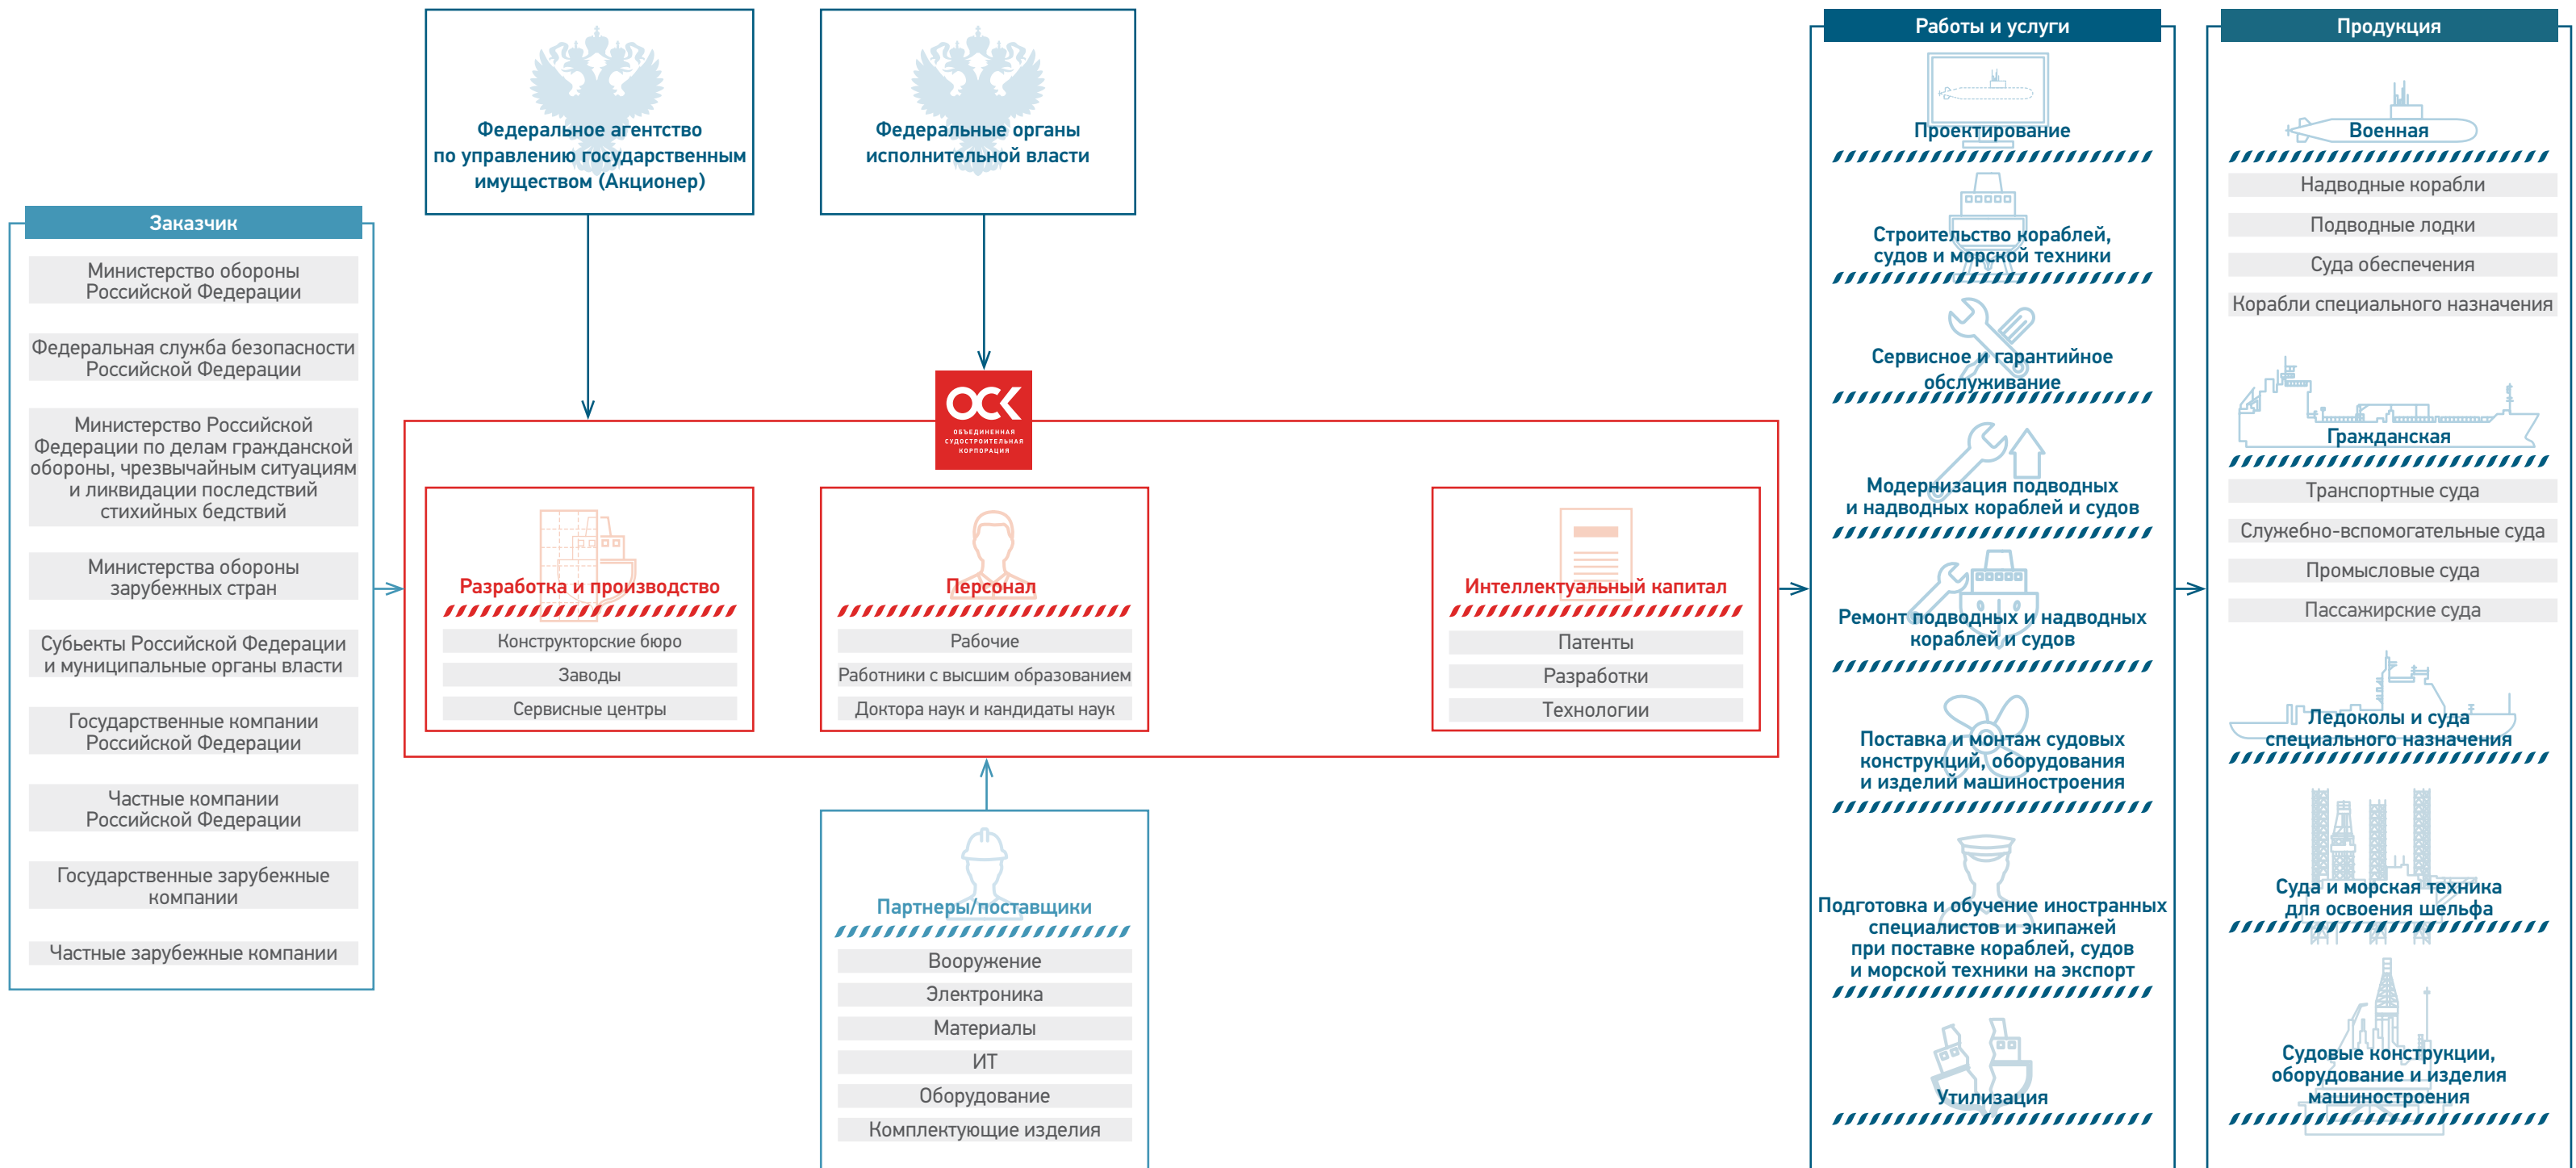 Федеральное агентство
по управлению государственным
имуществом (Акционер)
Федеральные органы
исполнительной власти
Заказчик
Министерство обороны
Российской Федерации
Федеральная служба безопасности
Российской Федерации
Министерство Российской
Федерации по делам гражданской
обороны, чрезвычайным ситуациям
и ликвидации последствий
стихийных бедствий
Министерства обороны
зарубежных стран
Субъекты Российской Федерации
и муниципальные органы власти
Государственные компании
Российской Федерации
Частные компании
Российской Федерации
Государственные зарубежные
компании
Частные зарубежные компании
ОСК
ОБЪЕДИНЕННАЯ
СУДОСТРОИТЕЛЬНАЯ
КОРПОРАЦИЯ
Разработка и производство
Конструкторские бюро
Заводы
Сервисные центры
Персонал
Рабочие
Работники с высшим образованием
Доктора наук и кандидаты наук
Интеллектуальный капитал
Патенты
Разработки
Технологии
Партнеры/поставщики
Вооружение
Электроника
Материалы
ИТ
Оборудование
Комплектующие изделия
Работы и услуги
Проектирование
Строительство кораблей,
судов и морской техники
Сервисное и гарантийное
обслуживание
Модернизация подводных
и надводных кораблей и судов
Ремонт подводных и надводных
кораблей и судов
Поставка и монтаж судовых
конструкций, оборудования
и изделий машиностроения
Подготовка и обучение иностранных
специалистов и экипажей
при поставке кораблей, судов
и морской техники на экспорт
Утилизация
Продукция
Военная
Надводные корабли
Подводные лодки
Суда обеспечения
Корабли специального назначения
Гражданская
Транспортные суда
Служебно-вспомогательные суда
Промысловые суда
Пассажирские суда
Ледоколы и суда
специального назначения
Суда и морская техника
для освоения шельфа
Судовые конструкции,
оборудование и изделия
машиностроения